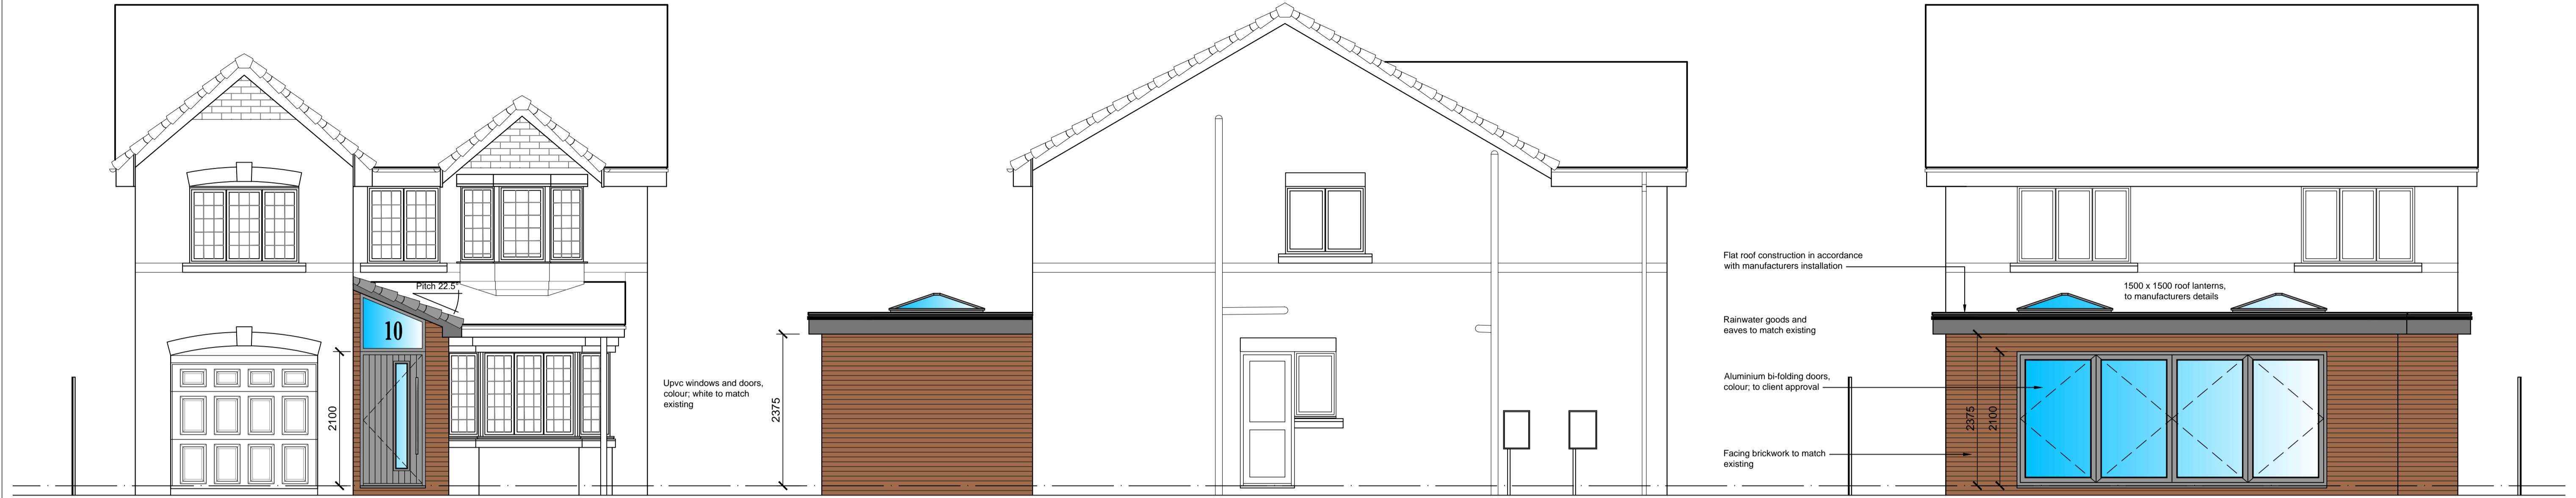 Pitch 22.5°
10
2100
Upvc windows and doors,
colour; white to match
existing
2375
Flat roof construction in accordance
with manufacturers installation
1500 x 1500 roof lanterns,
to manufacturers details
Rainwater goods and
eaves to match existing
Aluminium bi-folding doors,
colour; to client approval
2375
2100
Facing brickwork to match
existing